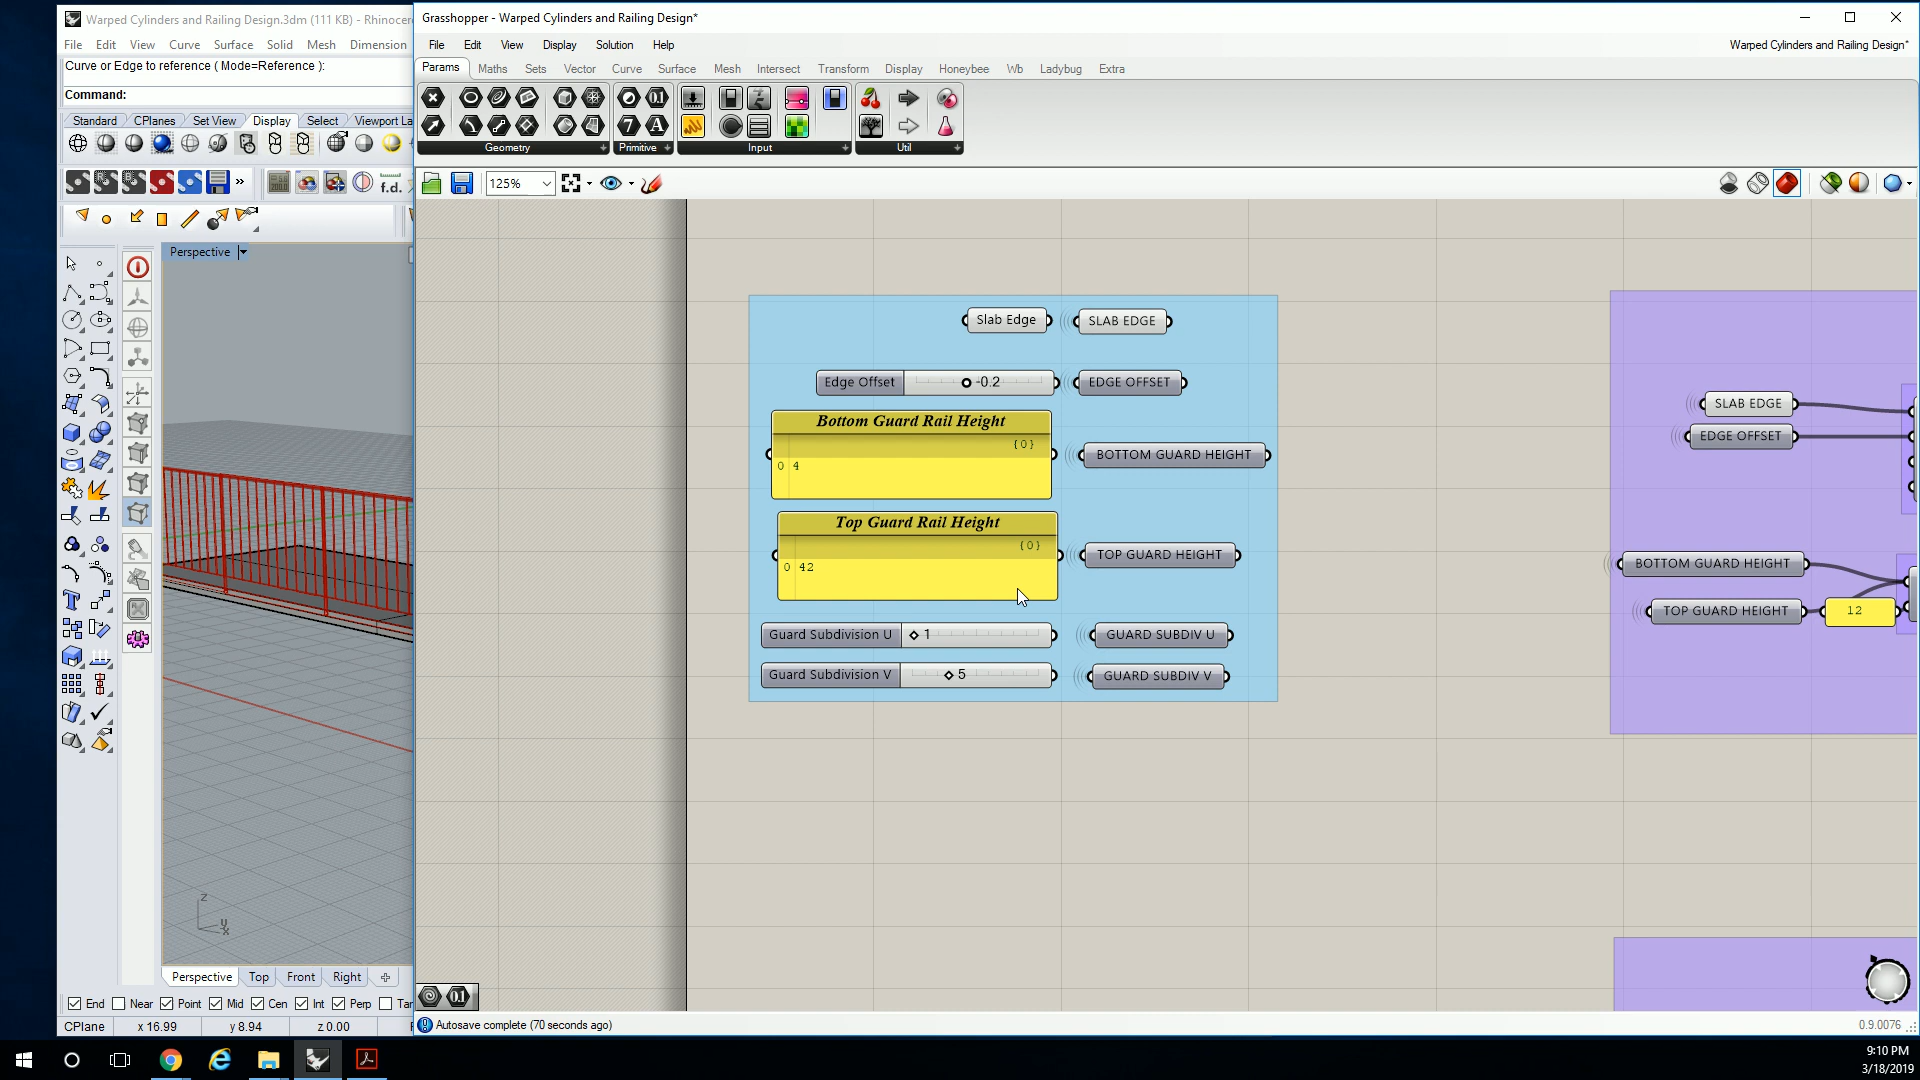 Warped Cylinders and Railing Design.3dm (111 KB) - Rhinocer
File Edit View Curve Surface Solid Mesh Dimension
Curve or Edge to reference ( Mode=Reference ):
Command:
Standard CPlanes Set View Display Select Viewport La
f.d.
Perspective
z
y
x
Perspective Top Front Right
End Near Point Mid Cen Int Perp Tar
CPlane x 16.99 y 8.94 z 0.00
Grasshopper - Warped Cylinders and Railing Design*
File Edit View Display Solution Help
Warped Cylinders and Railing Design*
Params Maths Sets Vector Curve Surface Mesh Intersect Transform Display Honeybee Wb Ladybug Extra
Geometry Primitive Input Util
125%
Slab Edge SLAB EDGE
Edge Offset -0.2 EDGE OFFSET
Bottom Guard Rail Height
{0}
0 4
BOTTOM GUARD HEIGHT
Top Guard Rail Height
{0}
0 42
TOP GUARD HEIGHT
Guard Subdivision U 1 GUARD SUBDIV U
Guard Subdivision V 5 GUARD SUBDIV V
SLAB EDGE
EDGE OFFSET
BOTTOM GUARD HEIGHT
TOP GUARD HEIGHT 12
Autosave complete (70 seconds ago)
0.9.0076
9:10 PM
3/18/2019